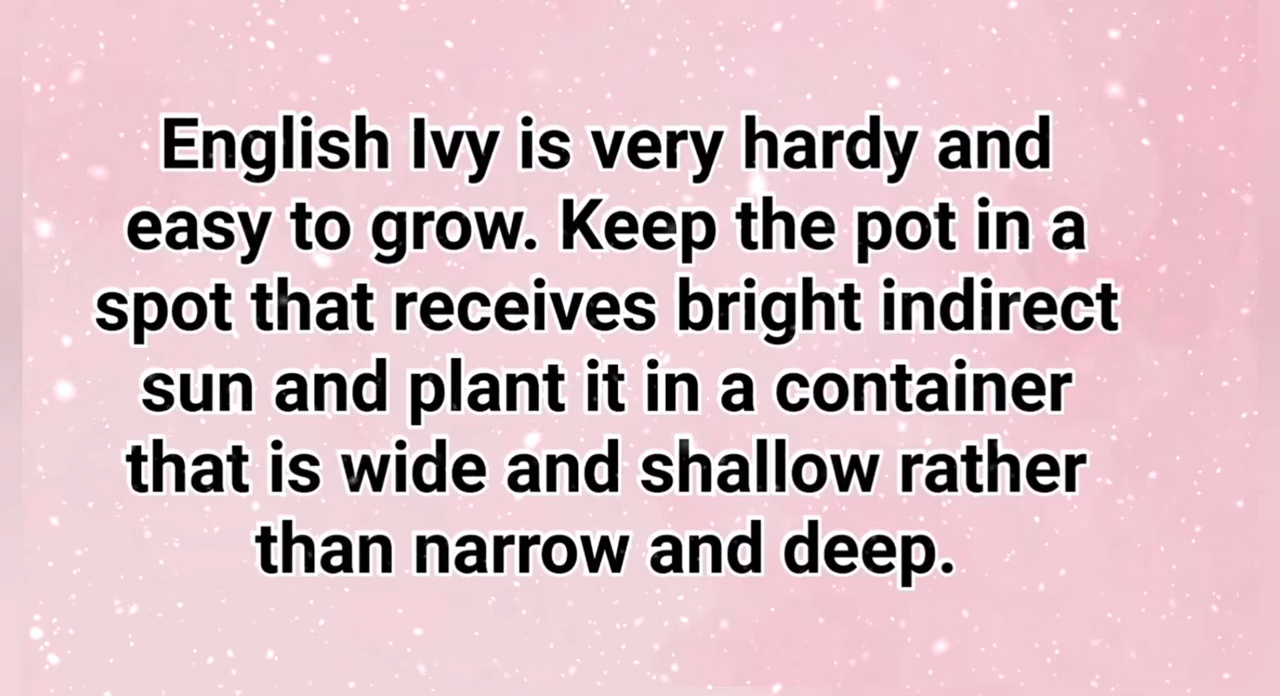 English Ivy is very hardy and
easy to grow. Keep the pot in a
spot that receives bright indirect
sun and plant it in a container
that is wide and shallow rather
than narrow and deep.